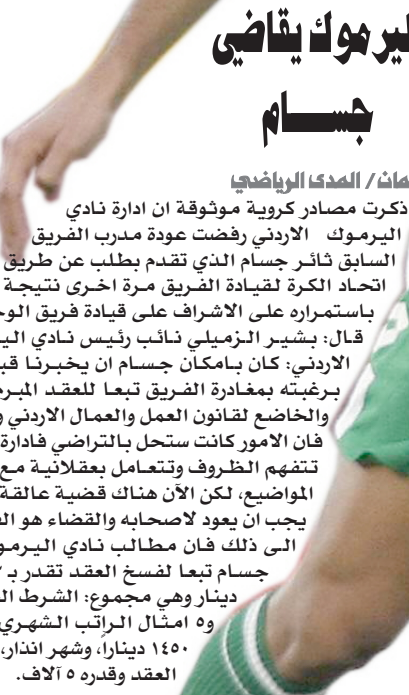 ليرموك يقاضي
جســـام
مان/ المدى الرياضي
ذكرت مصادر كروية موثوقة ان ادارة نادي
اليرموك الاردني رفضت عودة مدرب الفريق
السابق ثائر جسام الذي تقدم بطلب عن طريق
اتحاد الكرة لقيادة الفريق مرة اخرى نتيجة
باستمراره على الاشراف على قيادة فريق الوح
قال: بشير الزميلي نائب رئيس نادي الي
الاردني: كان بامكان جسام ان يخبرنا قب
برغبته بمغادرة الفريق تبعا للعقد المبر
والخاضع لقانون العمل والعمال الاردني و
فان الامور كانت ستحل بالتراضي فادارة
تتفهم الظروف وتتعامل بعقلانية مع
المواضيع، لكن الآن هناك قضية عالقة
يجب ان يعود لاصحابه والقضاء هو الف
الى ذلك فان مطالب نادي اليرمو
جسام تبعا لفسخ العقد تقدر بـ
دينار وهي مجموع: الشرط ال
و٥ امثال الراتب الشهري
١٤٥٠ ديناراً، وشهر انذار،
العقد وقدره ٥ آلاف.